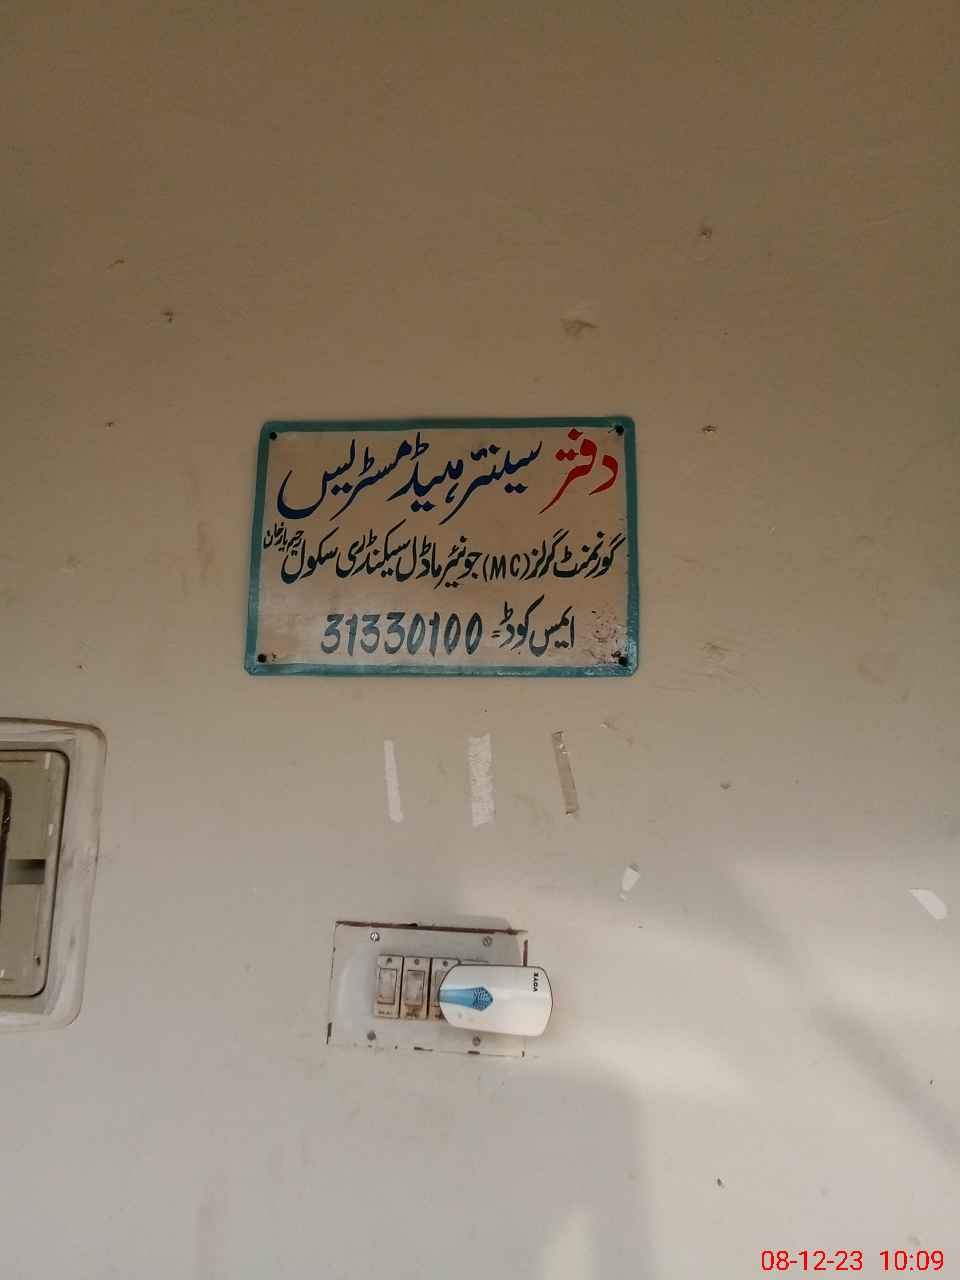 دفتر سینئر ہیڈ مسٹریس
گورنمنٹ گرلز (MC) جونیئر ماڈل سیکنڈری سکول رحیم یار خان
ایمس کوڈ = 31330100
08-12-23 10:09